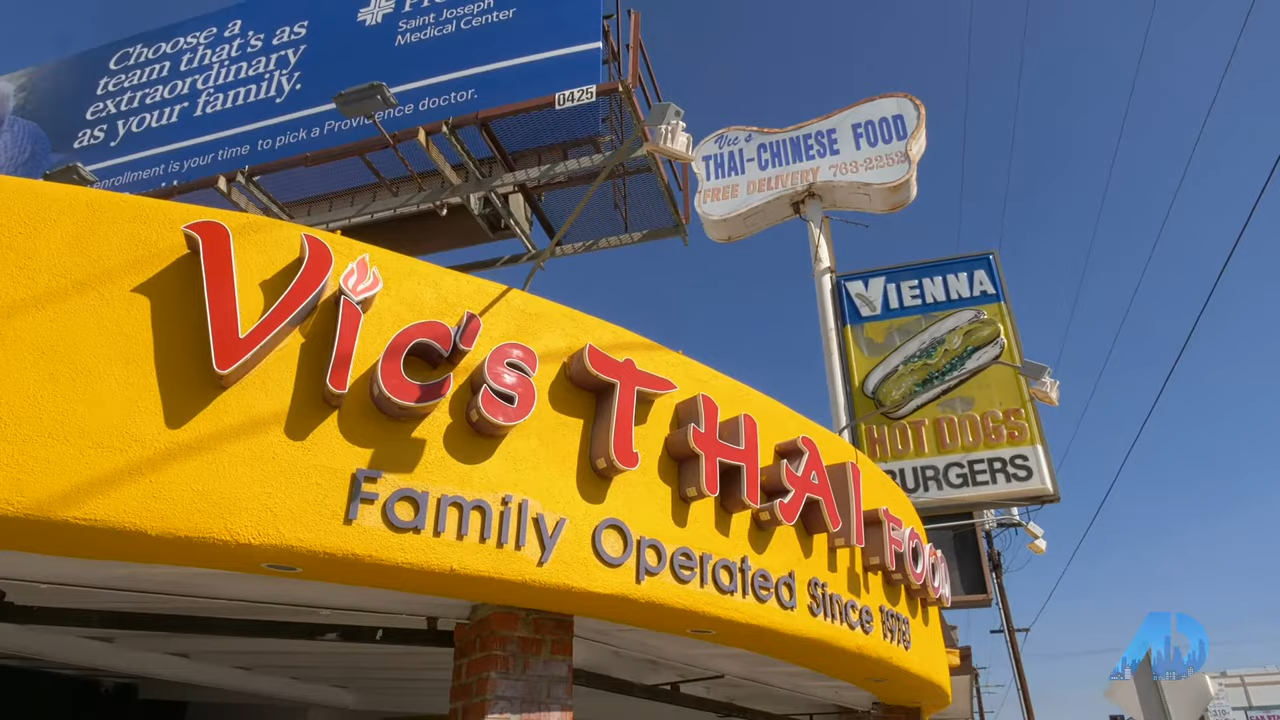 Choose a
team that's as
extraordinary
as your family.
Saint Joseph
Medical Center
enrollment is your time to pick a Providence doctor.
0425
Vic's
THAI-CHINESE FOOD
FREE DELIVERY 763-2252
VIENNA
HOT DOGS
BURGERS
Vic's THAI FOOD
Family Operated Since
AD